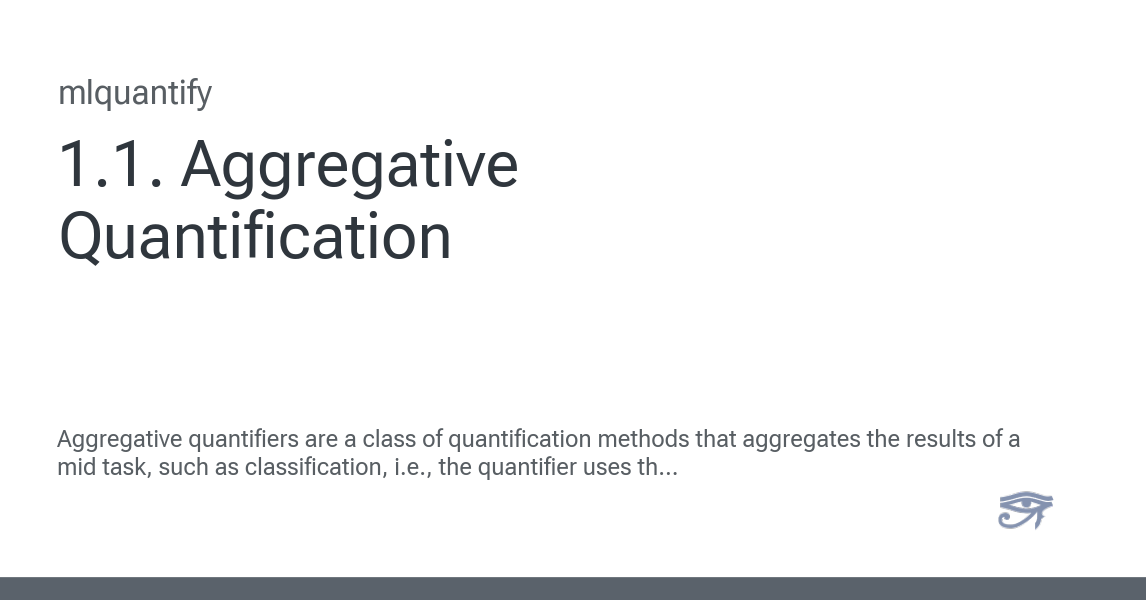 mlquantify
1.1. Aggregative
Quantification
Aggregative quantifiers are a class of quantification methods that aggregates the results of a
mid task, such as classification, i.e., the quantifier uses th...